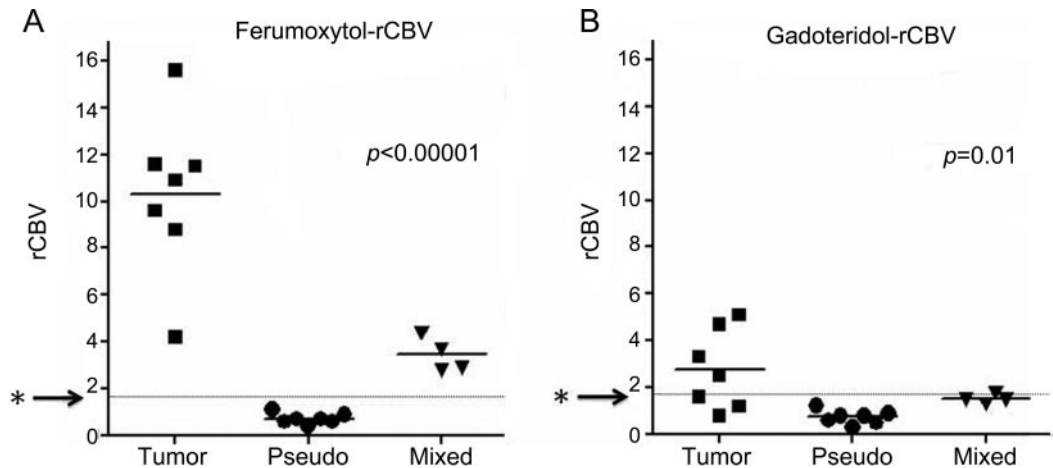 A
Ferumoxytol-rCBV
16
14
12
10
8
6
4
2
0
rCBV
p<0.00001
*
Tumor Pseudo Mixed
B
Gadoteridol-rCBV
16
14
12
10
8
6
4
2
0
rCBV
p=0.01
*
Tumor Pseudo Mixed